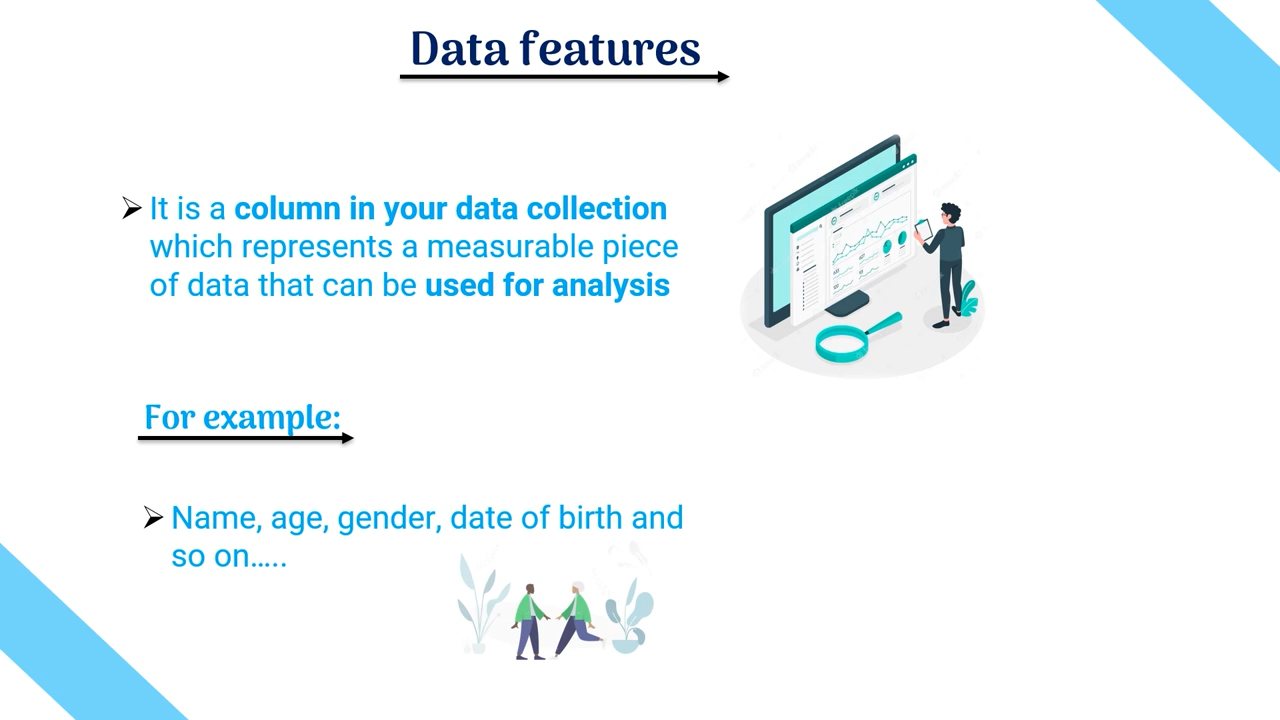 Data features
It is a column in your data collection
which represents a measurable piece
of data that can be used for analysis
For example:
Name, age, gender, date of birth and
so on…..